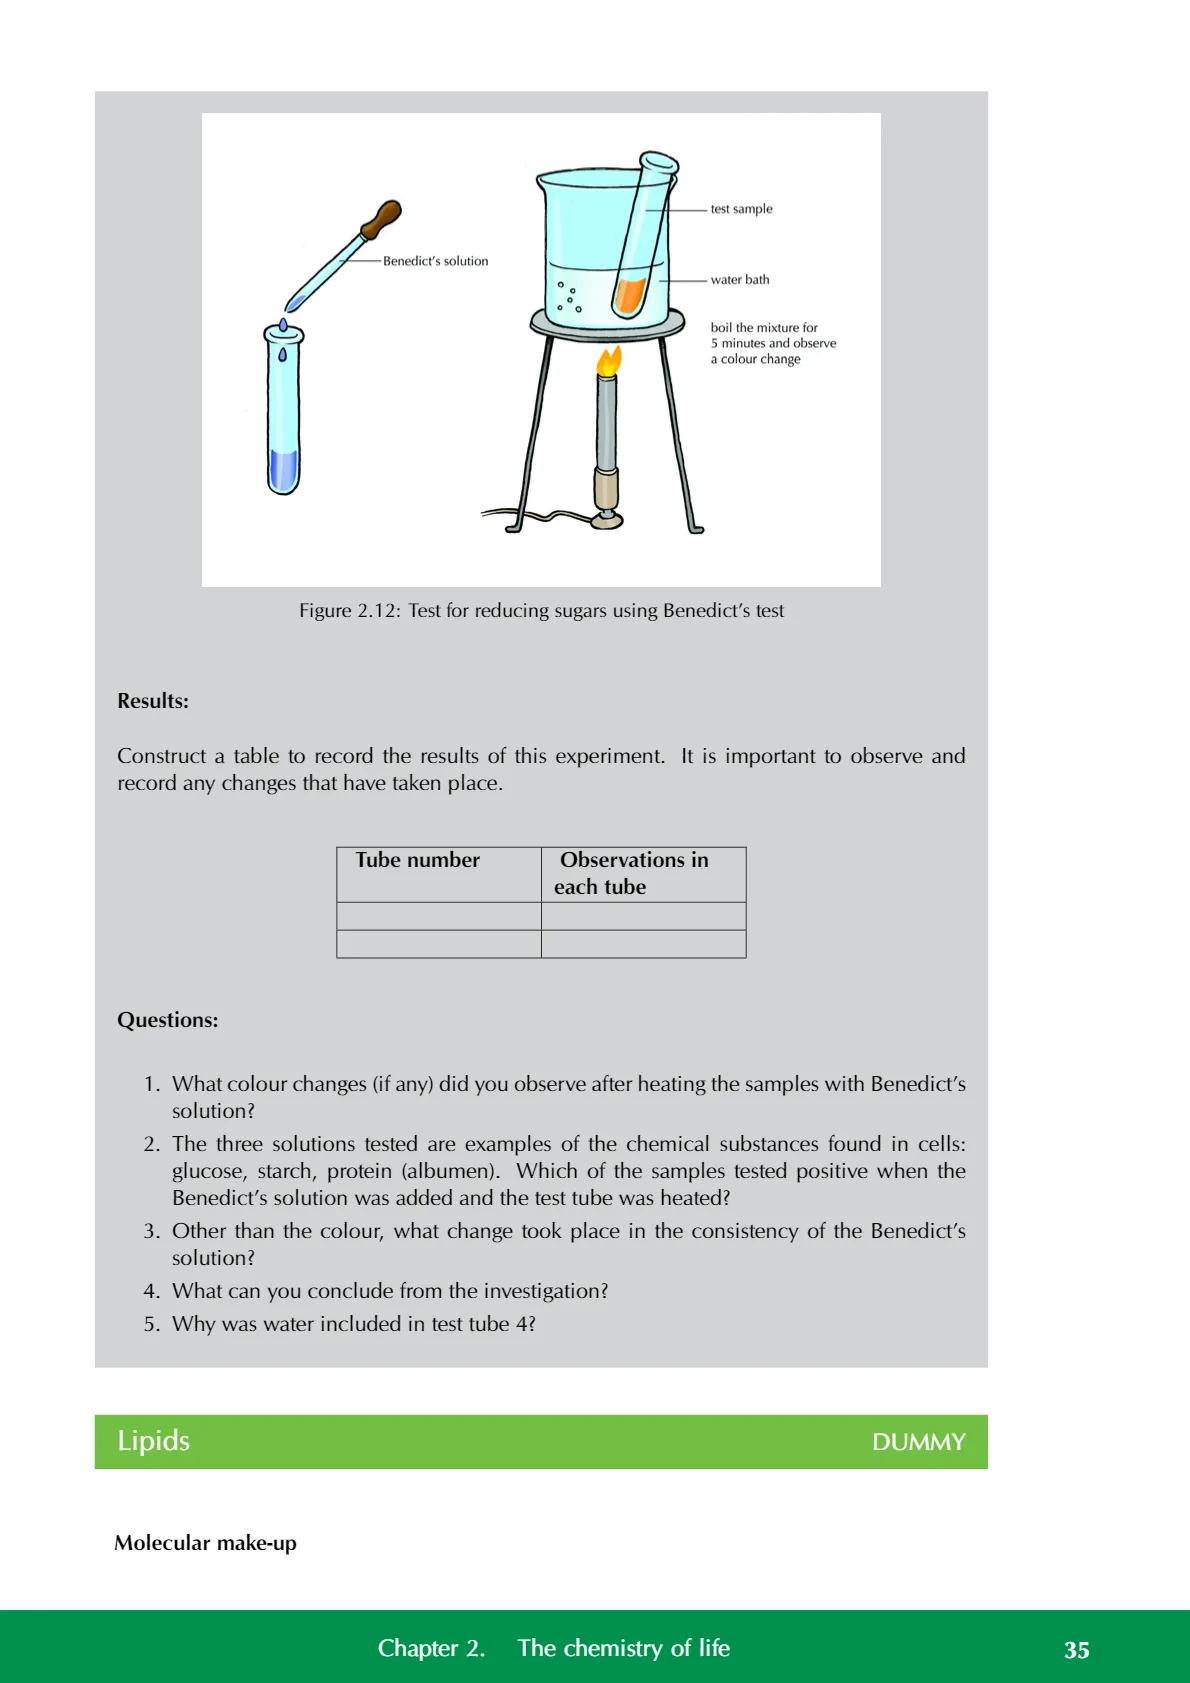 test sample
Benedict's solution
water bath
boil the mixture for
5 minutes and observe
a colour change
Figure 2.12: Test for reducing sugars using Benedict's test
Results:
Construct a table to record the results of this experiment. It is important to observe and
record any changes that have taken place.
Tube number
Observations in
each tube
Questions:
1. What colour changes (if any) did you observe after heating the samples with Benedict's
solution?
2. The three solutions tested are examples of the chemical substances found in cells:
glucose, starch, protein (albumen). Which of the samples tested positive when the
Benedict's solution was added and the test tube was heated?
3. Other than the colour, what change took place in the consistency of the Benedict's
solution?
4. What can you conclude from the investigation?
5. Why was water included in test tube 4?
Lipids DUMMY
Molecular make-up
Chapter 2. The chemistry of life 35